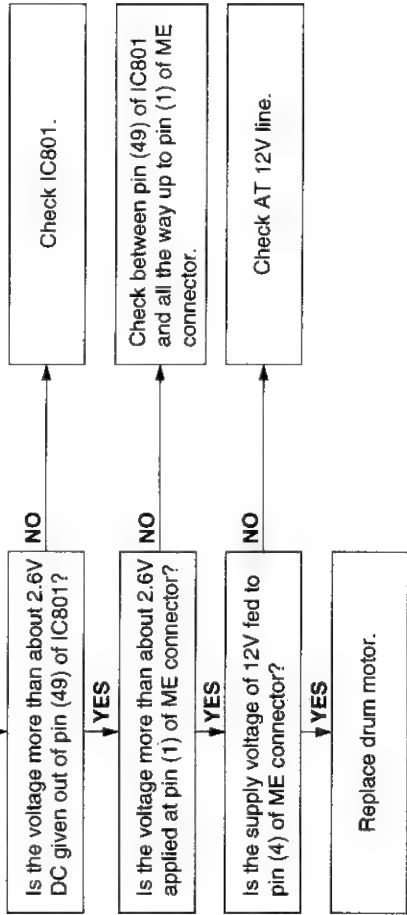 Is the voltage more than about 2.6V
DC given out of pin (49) of IC801?
NO
Check IC801.
YES
Is the voltage more than about 2.6V
applied at pin (1) of ME connector?
NO
Check between pin (49) of IC801
and all the way up to pin (1) of ME
connector.
YES
Is the supply voltage of 12V fed to
pin (4) of ME connector?
NO
Check AT 12V line.
YES
Replace drum motor.